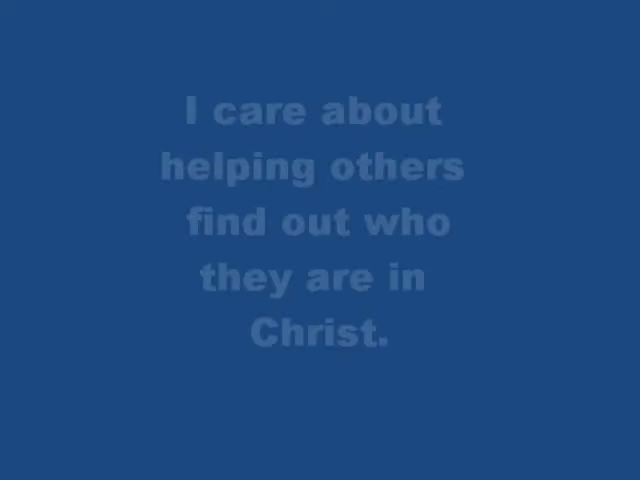 I care about
helping others
find out who
they are in
Christ.